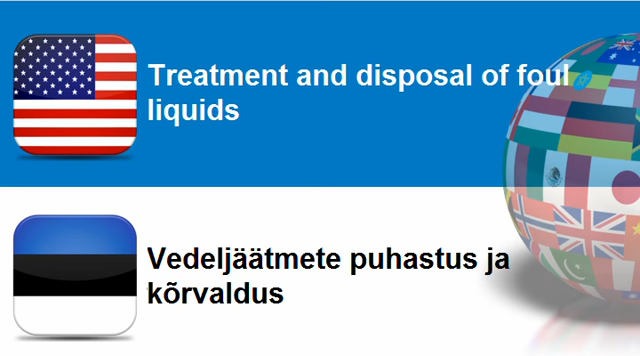 Treatment and disposal of foul
liquids
Vedeljäätmete puhastus ja
kõrvaldus